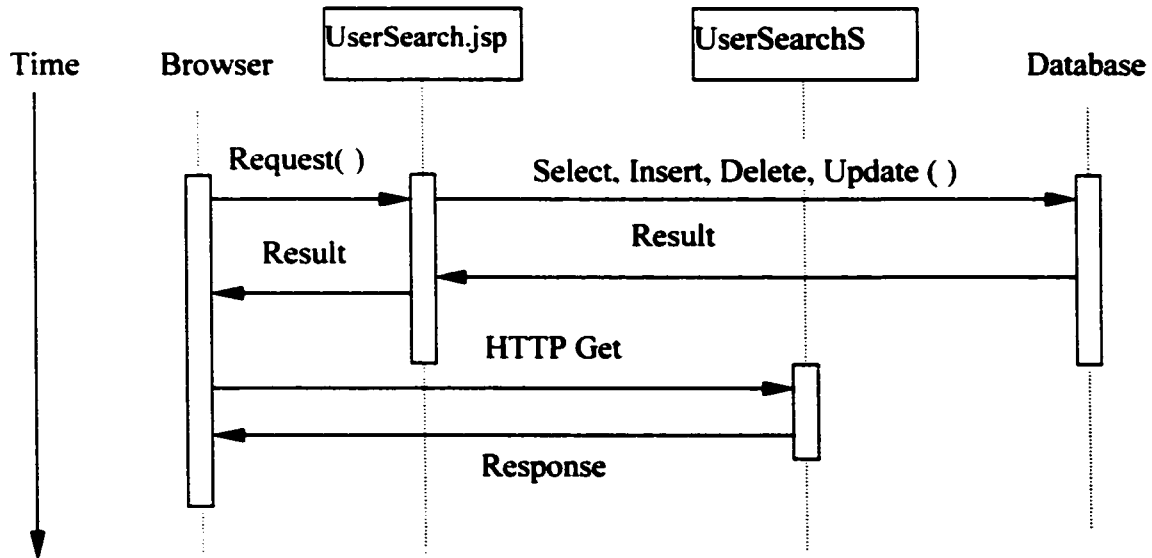 UserSearch.jsp
UserSearchS
Time
Browser
Database
Request( )
Select, Insert, Delete, Update ( )
Result
Result
HTTP Get
Response